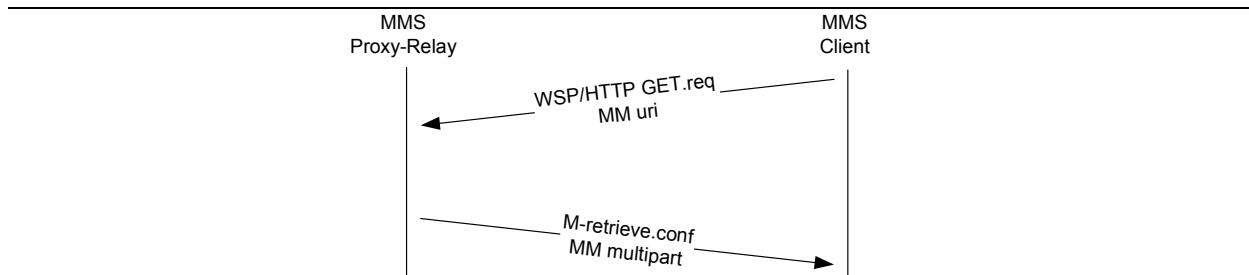 MMS
Proxy-Relay
MMS
Client
WSP/HTTP GET.req
MM uri
M-retrieve.conf
MM multipart